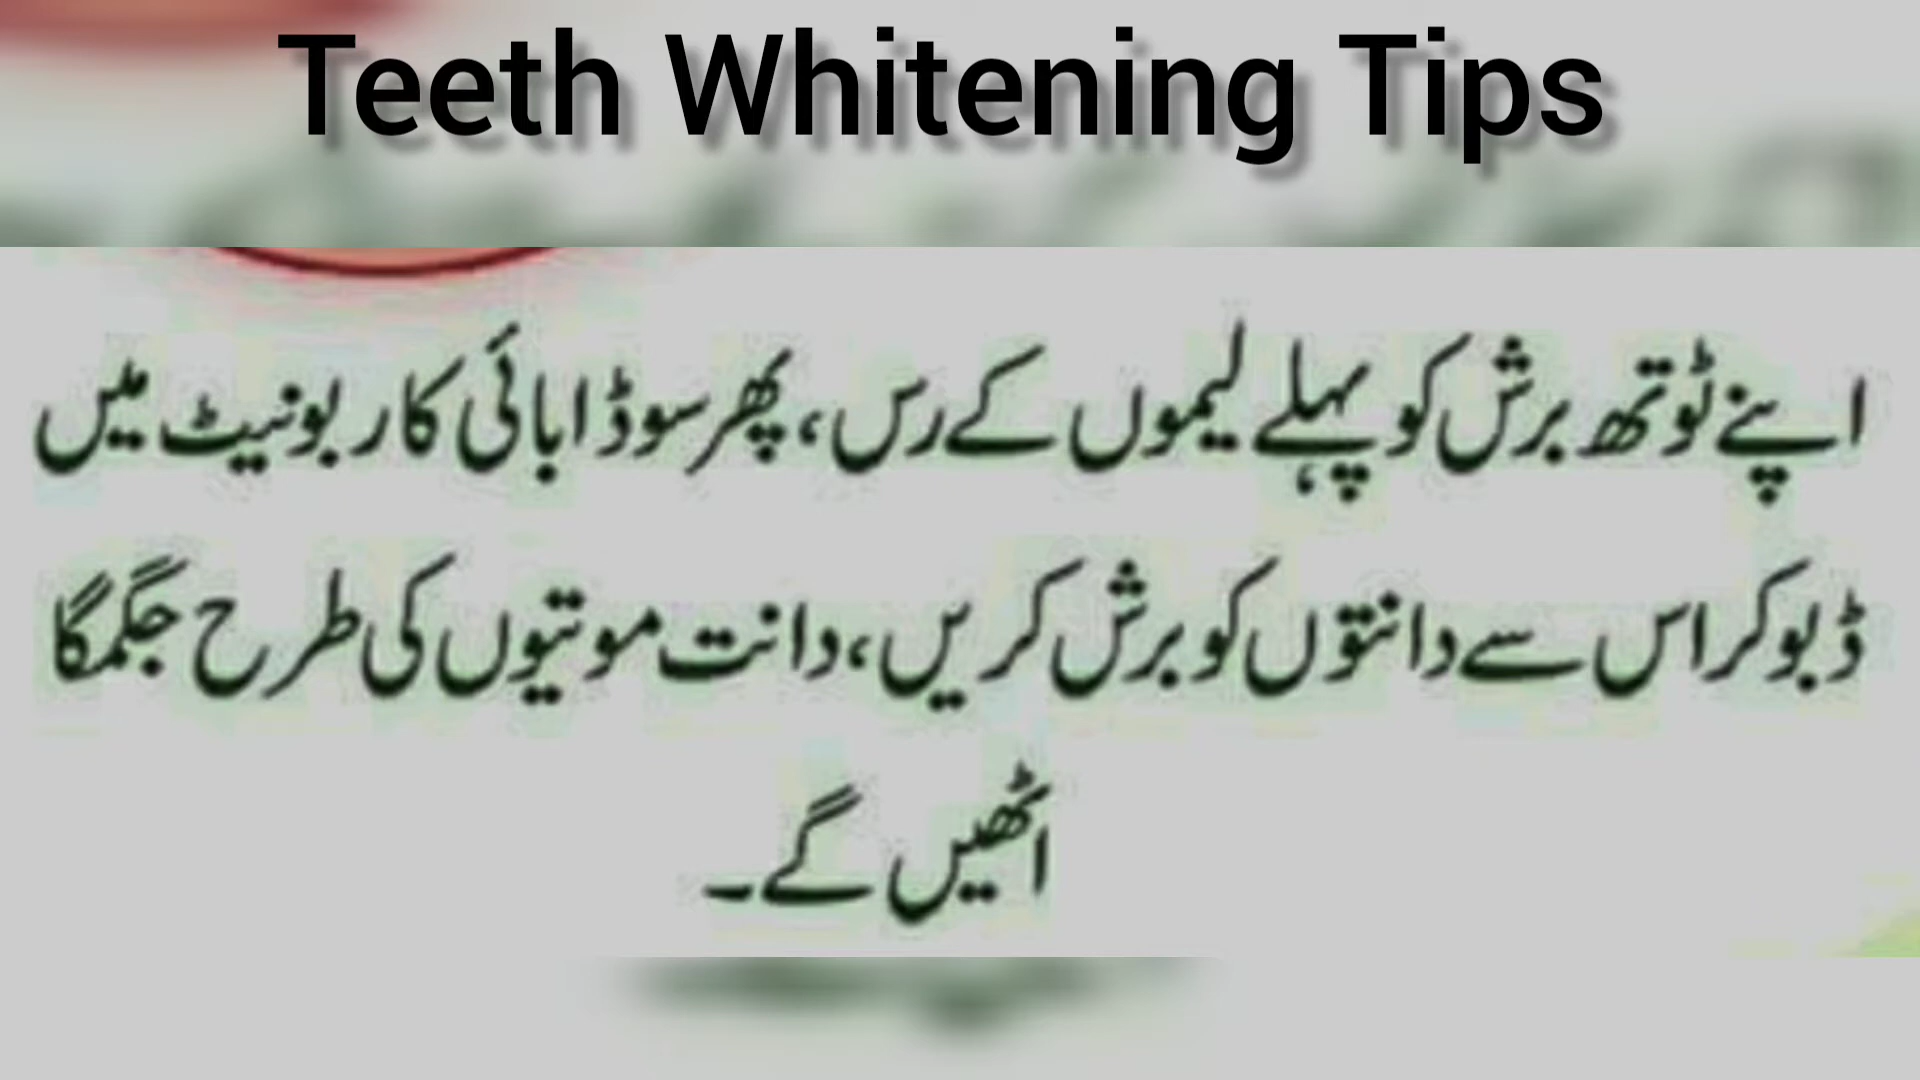 Teeth Whitening Tips
اپنے ٹوتھ برش کو پہلے لیموں کے رس، پھر سوڈا بائی کاربونیٹ میں
ڈبو کر اس سے دانتوں کو برش کریں، دانت موتیوں کی طرح جگمگا
اٹھیں گے۔